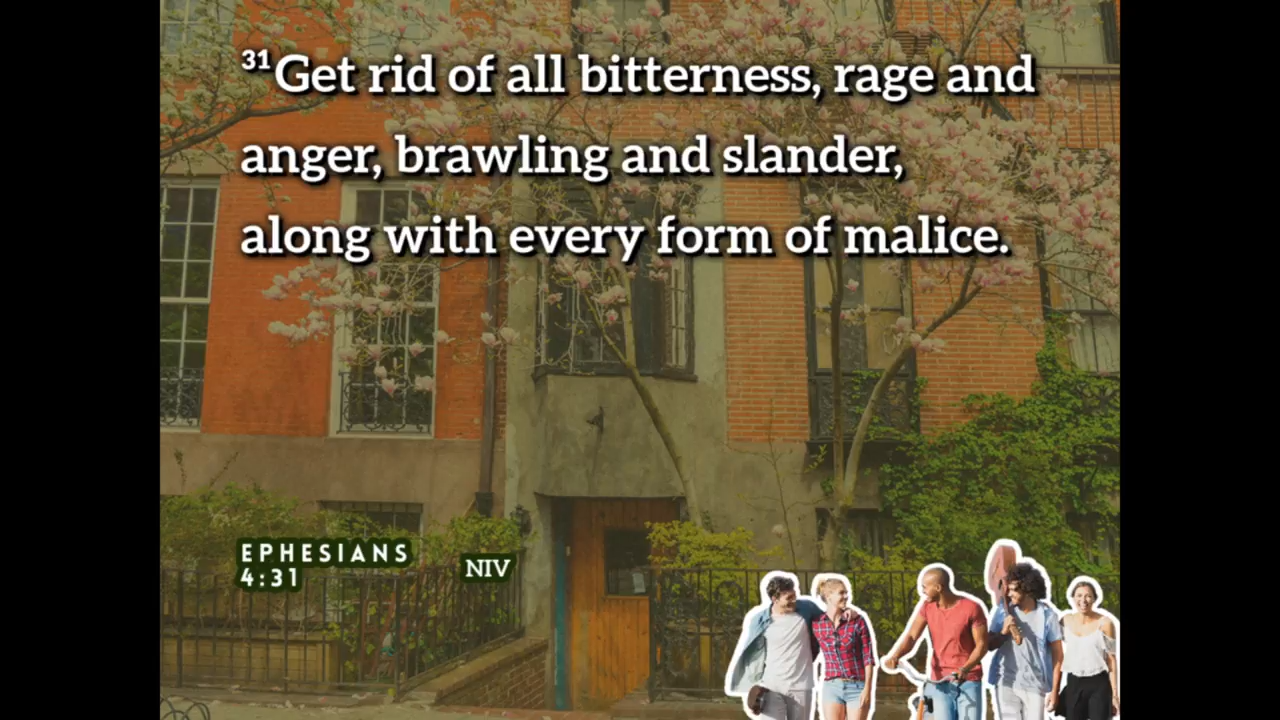 ³¹Get rid of all bitterness, rage and
anger, brawling and slander,
along with every form of malice.
EPHESIANS
4:31
NIV